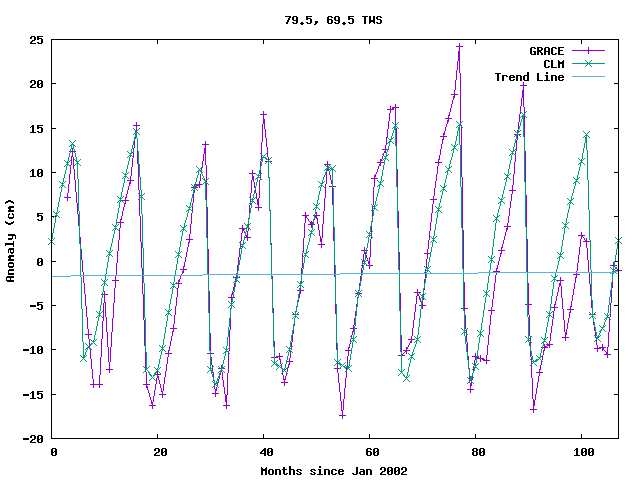 79.5, 69.5 TWS
GRACE
CLM
Trend Line
25
20
15
10
5
0
-5
-10
-15
-20
Anomaly (cm)
0 20 40 60 80 100
Months since Jan 2002